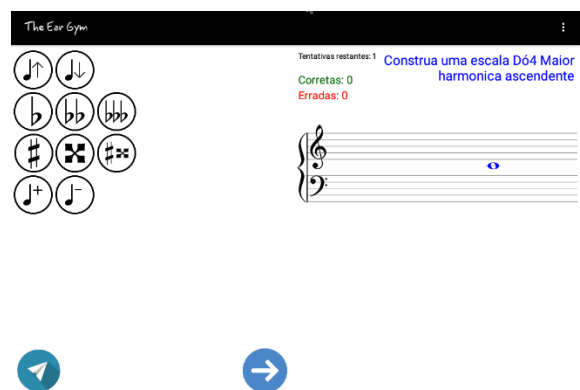 The Ear Gym
Tentativas restantes: 1
Construa uma escala Dó4 Maior
harmonica ascendente
Corretas: 0
Erradas: 0